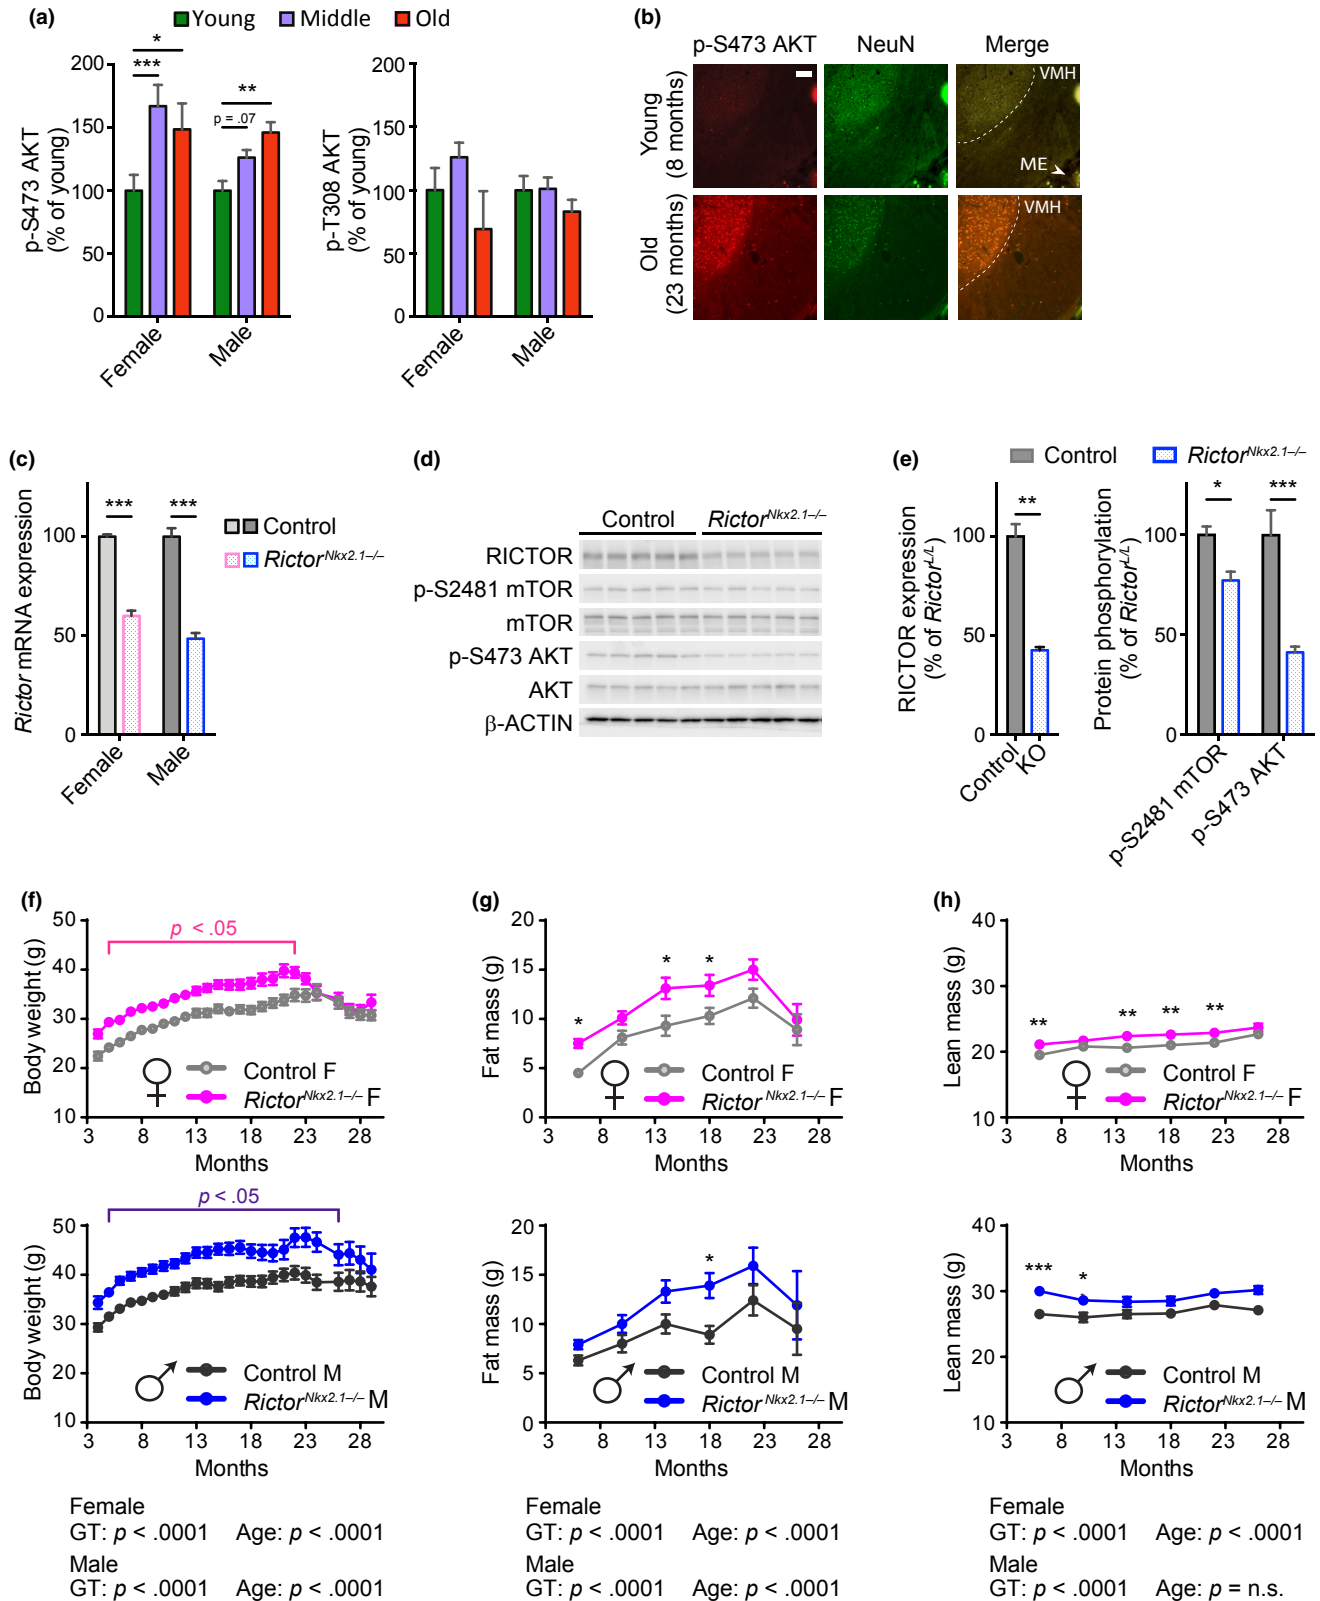 (a)
Young Middle Old
p-S473 AKT
(% of young)
200
150
100
50
0
*
***
**
p = .07
Female
Male
p-T308 AKT
(% of young)
200
150
100
50
0
Female
Male
(b)
p-S473 AKT NeuN Merge
Young
(8 months)
VMH
ME
Old
(23 months)
VMH
(c)
Rictor mRNA expression
100
50
0
*** ***
Control
Rictor^Nkx2.1–/–
Female
Male
(d)
Control Rictor^Nkx2.1–/–
RICTOR
p-S2481 mTOR
mTOR
p-S473 AKT
AKT
β-ACTIN
(e)
Control Rictor^Nkx2.1–/–
RICTOR expression
(% of Rictor^L/L)
100
50
0
**
Control
KO
Protein phosphorylation
(% of Rictor^L/L)
100
50
0
* ***
p-S2481 mTOR
p-S473 AKT
(f)
Body weight (g)
50
40
30
20
10
p < .05
Control F
Rictor^Nkx2.1–/– F
3 8 13 18 23 29
Months
Body weight (g)
50
40
30
20
10
p < .05
Control M
Rictor^Nkx2.1–/– M
3 8 13 18 23 29
Months
Female
GT: p < .0001 Age: p < .0001
Male
GT: p < .0001 Age: p < .0001
(g)
Fat mass (g)
20
15
10
5
0
* * *
Control F
Rictor^Nkx2.1–/– F
3 8 13 18 23 28
Months
Fat mass (g)
20
15
10
5
0
*
Control M
Rictor^Nkx2.1–/– M
3 8 13 18 23 28
Months
Female
GT: p < .0001 Age: p < .0001
Male
GT: p < .0001 Age: p < .0001
(h)
Lean mass (g)
40
30
20
10
** ** ** **
Control F
Rictor^Nkx2.1–/– F
3 8 13 18 23 28
Months
Lean mass (g)
40
30
20
10
*** *
Control M
Rictor^Nkx2.1–/– M
3 8 13 18 23 28
Months
Female
GT: p < .0001 Age: p < .0001
Male
GT: p < .0001 Age: p = n.s.